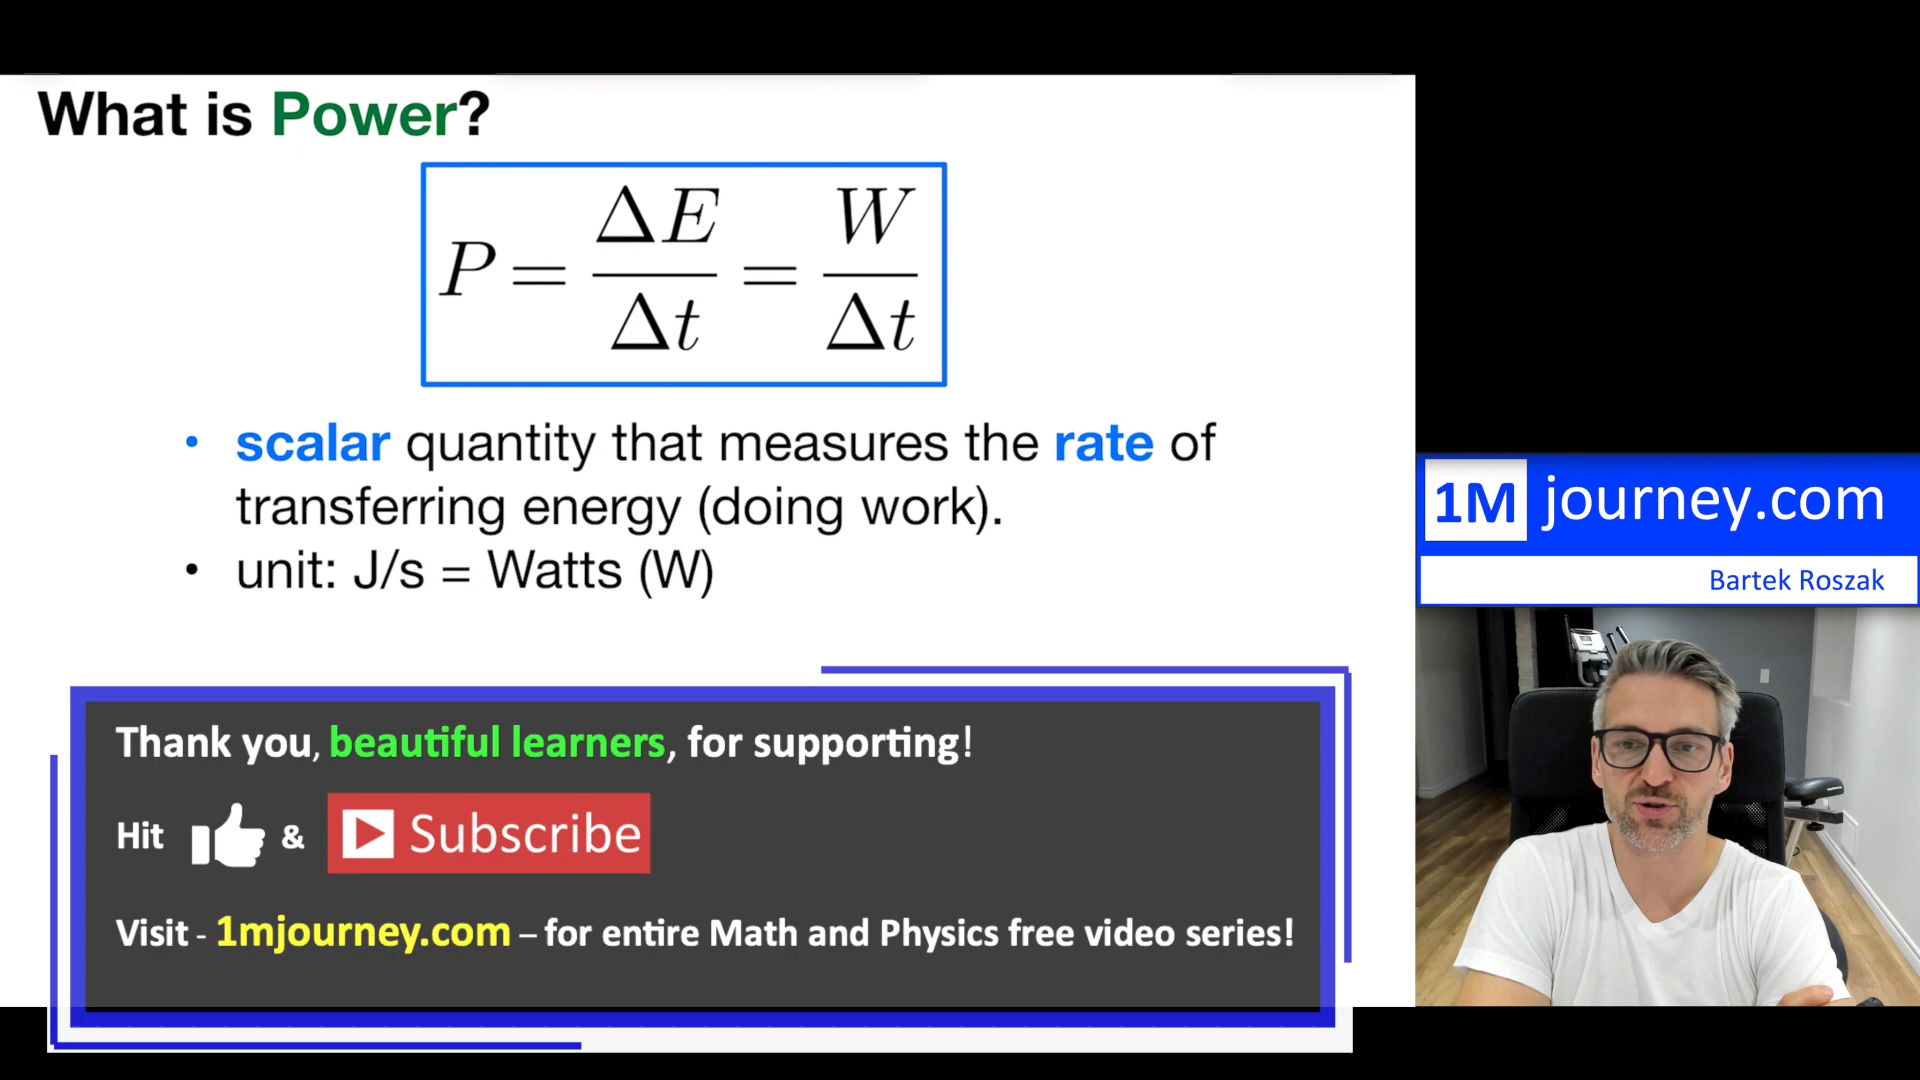 What is Power?
P = ΔE/Δt = W/Δt
• scalar quantity that measures the rate of
transferring energy (doing work).
• unit: J/s = Watts (W)
1M journey.com
Bartek Roszak
Thank you, beautiful learners, for supporting!
Hit & Subscribe
Visit - 1mjourney.com – for entire Math and Physics free video series!